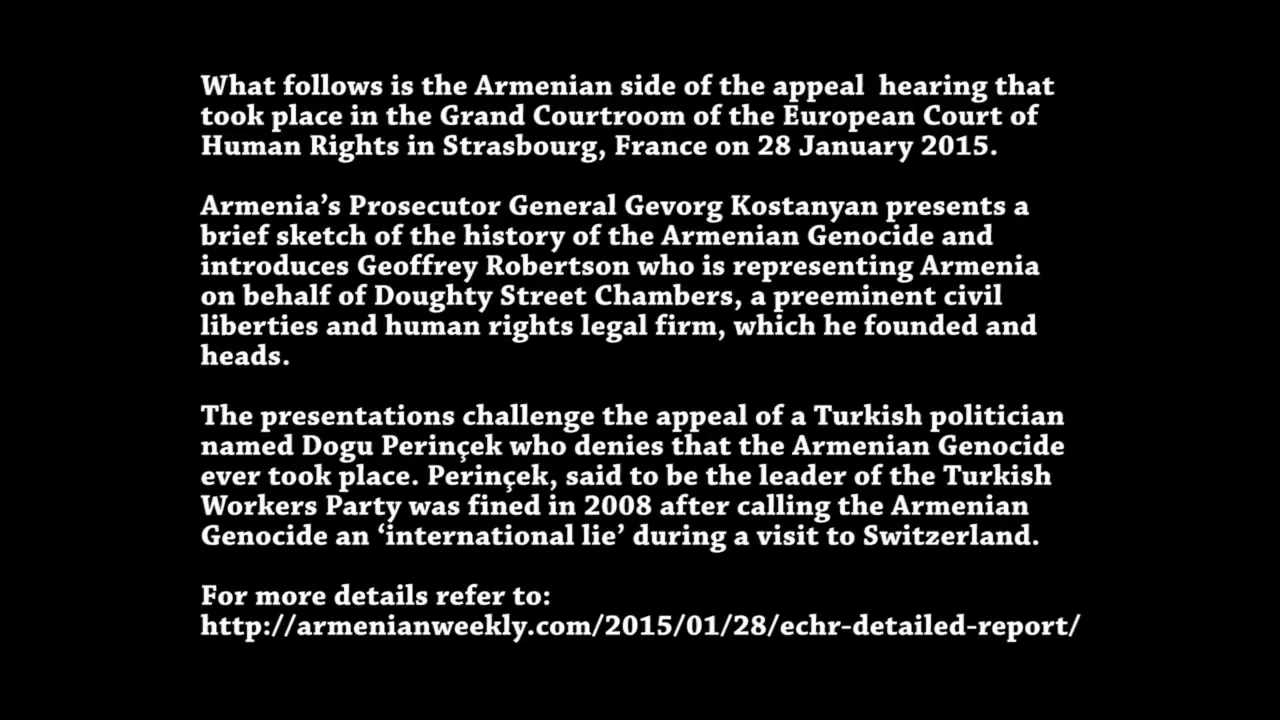 What follows is the Armenian side of the appeal  hearing that
took place in the Grand Courtroom of the European Court of
Human Rights in Strasbourg, France on 28 January 2015.
Armenia’s Prosecutor General Gevorg Kostanyan presents a
brief sketch of the history of the Armenian Genocide and
introduces Geoffrey Robertson who is representing Armenia
on behalf of Doughty Street Chambers, a preeminent civil
liberties and human rights legal firm, which he founded and
heads.
The presentations challenge the appeal of a Turkish politician
named Dogu Perinçek who denies that the Armenian Genocide
ever took place. Perinçek, said to be the leader of the Turkish
Workers Party was fined in 2008 after calling the Armenian
Genocide an ‘international lie’ during a visit to Switzerland.
For more details refer to:
http://armenianweekly.com/2015/01/28/echr-detailed-report/